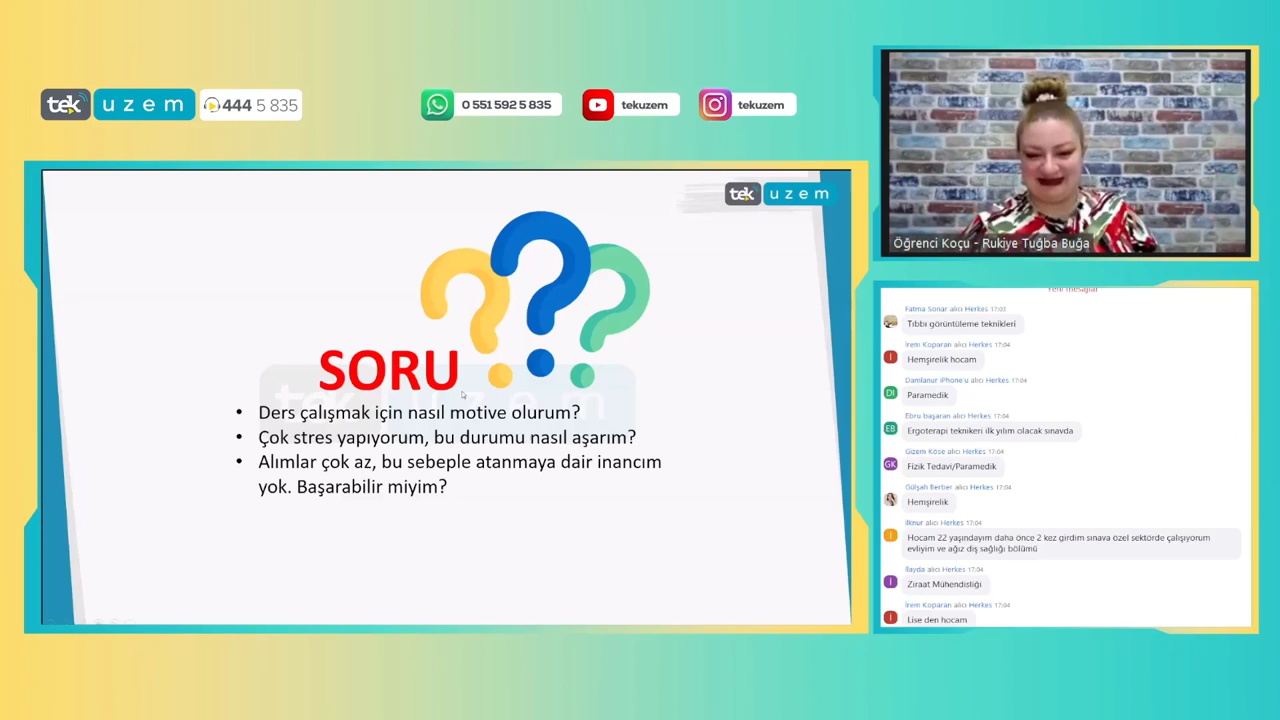 tek uzem 444 5 835
0 551 592 5 835
tekuzem
tekuzem
tek uzem
SORU
• Ders çalışmak için nasıl motive olurum?
• Çok stres yapıyorum, bu durumu nasıl aşarım?
• Alımlar çok az, bu sebeple atanmaya dair inancım
yok. Başarabilir miyim?
Öğrenci Koçu - Rukiye Tuğba Buğa
Yeni mesajlar
Fatma Sonar alıcı Herkes 17:03
Tıbbı görüntüleme teknikleri
İrem Koparan alıcı Herkes 17:04
I
Hemşirelik hocam
Damlanur iPhone'u alıcı Herkes 17:04
Dİ
Paramedik
Ebru başaran alıcı Herkes 17:04
EB
Ergoterapi teknikeri ilk yılım olacak sınavda
Gizem Köse alıcı Herkes 17:04
GK
Fizik Tedavi/Paramedik
Gülşah Berber alıcı Herkes 17:04
Hemşirelik
İlknur alıcı Herkes 17:04
I
Hocam 22 yaşındayım daha önce 2 kez girdim sınava özel sektörde çalışıyorum
evliyim ve ağız diş sağlığı bölümü
İlayda alıcı Herkes 17:04
I
Ziraat Mühendisliği
İrem Koparan alıcı Herkes 17:04
I
Lise den hocam